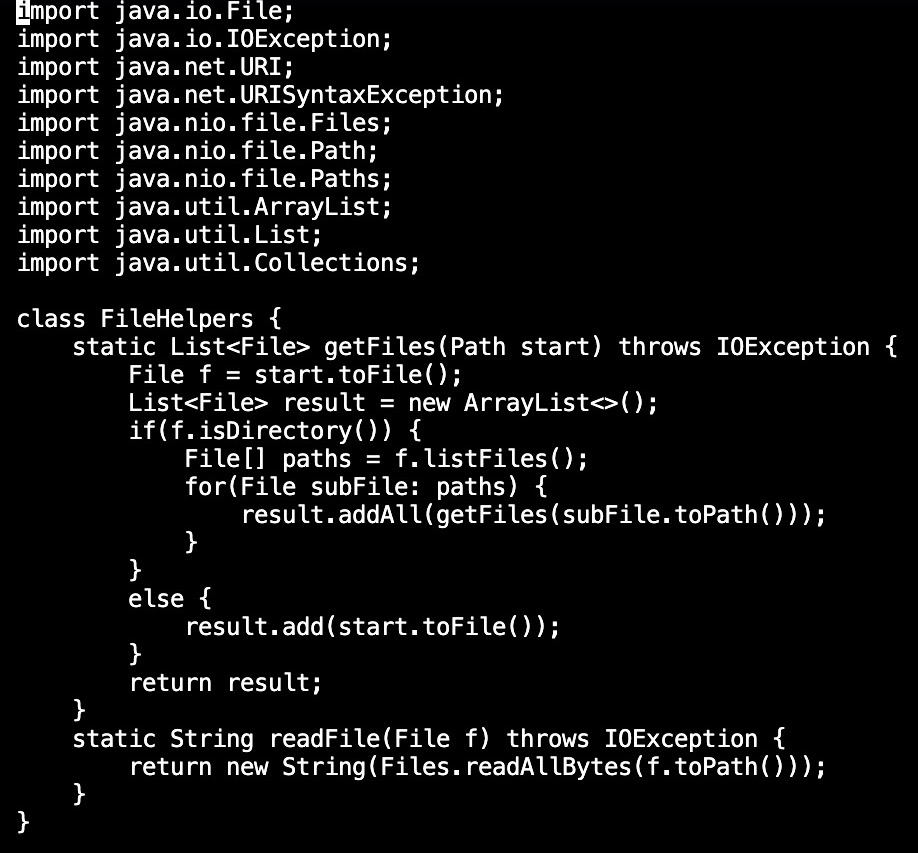 import java.io.File;
import java.io.IOException;
import java.net.URI;
import java.net.URISyntaxException;
import java.nio.file.Files;
import java.nio.file.Path;
import java.nio.file.Paths;
import java.util.ArrayList;
import java.util.List;
import java.util.Collections;

class FileHelpers {
    static List<File> getFiles(Path start) throws IOException {
        File f = start.toFile();
        List<File> result = new ArrayList<>();
        if(f.isDirectory()) {
            File[] paths = f.listFiles();
            for(File subFile: paths) {
                result.addAll(getFiles(subFile.toPath()));
            }
        }
        else {
            result.add(start.toFile());
        }
        return result;
    }
    static String readFile(File f) throws IOException {
        return new String(Files.readAllBytes(f.toPath()));
    }
}